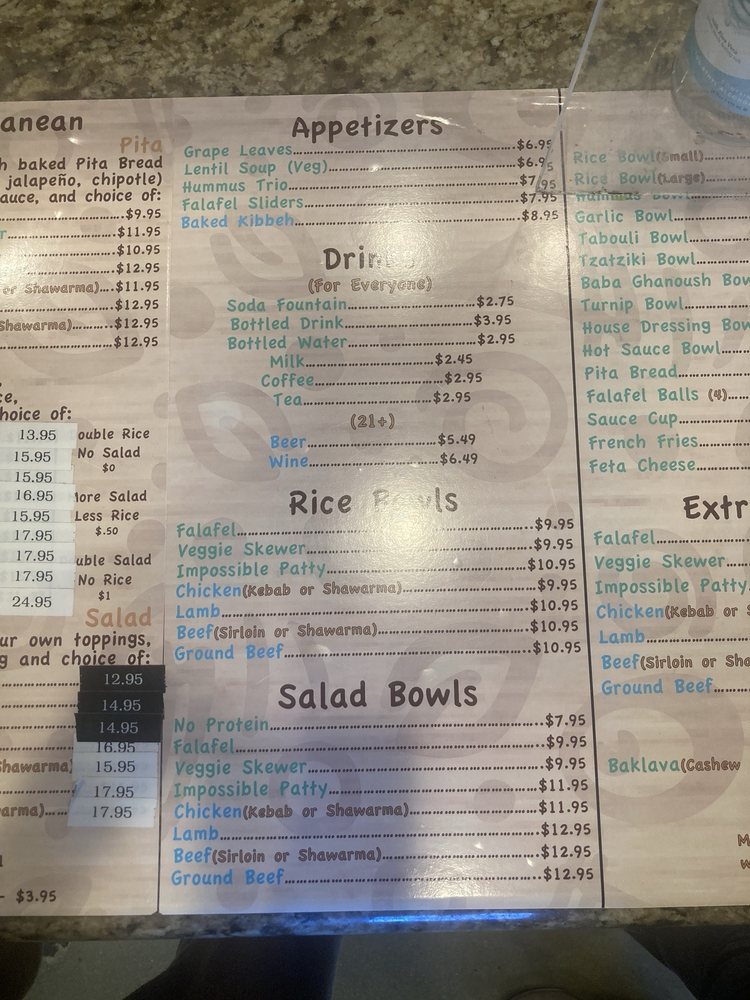 anean
Pita
h baked Pita Bread
jalapeño, chipotle)
auce, and choice of:
$9.95
r $11.95
$10.95
$12.95
or Shawarma) $11.95
$12.95
Shawarma) $12.95
$12.95
ce,
hoice of:
13.95
15.95
15.95
16.95
15.95
17.95
17.95
17.95
24.95
ouble Rice
No Salad
$0
More Salad
Less Rice
$.50
uble Salad
No Rice
$1
Salad
ur own toppings,
g and choice of:
12.95
14.95
14.95
16.95
Shawarma) 15.95
17.95
warma) 17.95
- $3.95
Appetizers
Grape Leaves $6.95
Lentil Soup (Veg) $6.95
Hummus Trio $7.95
Falafel Sliders $7.95
Baked Kibbeh $8.95
Drin
(For Everyone)
Soda Fountain $2.75
Bottled Drink $3.95
Bottled Water $2.95
Milk $2.45
Coffee $2.95
Tea $2.95
(21+)
Beer $5.49
Wine $6.49
Rice Bowls
Falafel $9.95
Veggie Skewer $9.95
Impossible Patty $10.95
Chicken(Kebab or Shawarma) $9.95
Lamb $10.95
Beef(Sirloin or Shawarma) $10.95
Ground Beef $10.95
Salad Bowls
No Protein $7.95
Falafel $9.95
Veggie Skewer $9.95
Impossible Patty $11.95
Chicken(Kebab or Shawarma) $11.95
Lamb $12.95
Beef(Sirloin or Shawarma) $12.95
Ground Beef $12.95
Rice Bowl(Small)
Rice Bowl(Large)
Hummus Bowl
Garlic Bowl
Tabouli Bowl
Tzatziki Bowl
Baba Ghanoush Bow
Turnip Bowl
House Dressing Bow
Hot Sauce Bowl
Pita Bread
Falafel Balls (4)
Sauce Cup
French Fries
Feta Cheese
Extr
Falafel
Veggie Skewer
Impossible Patty
Chicken(Kebab or S
Lamb
Beef(Sirloin or Sha
Ground Beef
Baklava(Cashew
M
w